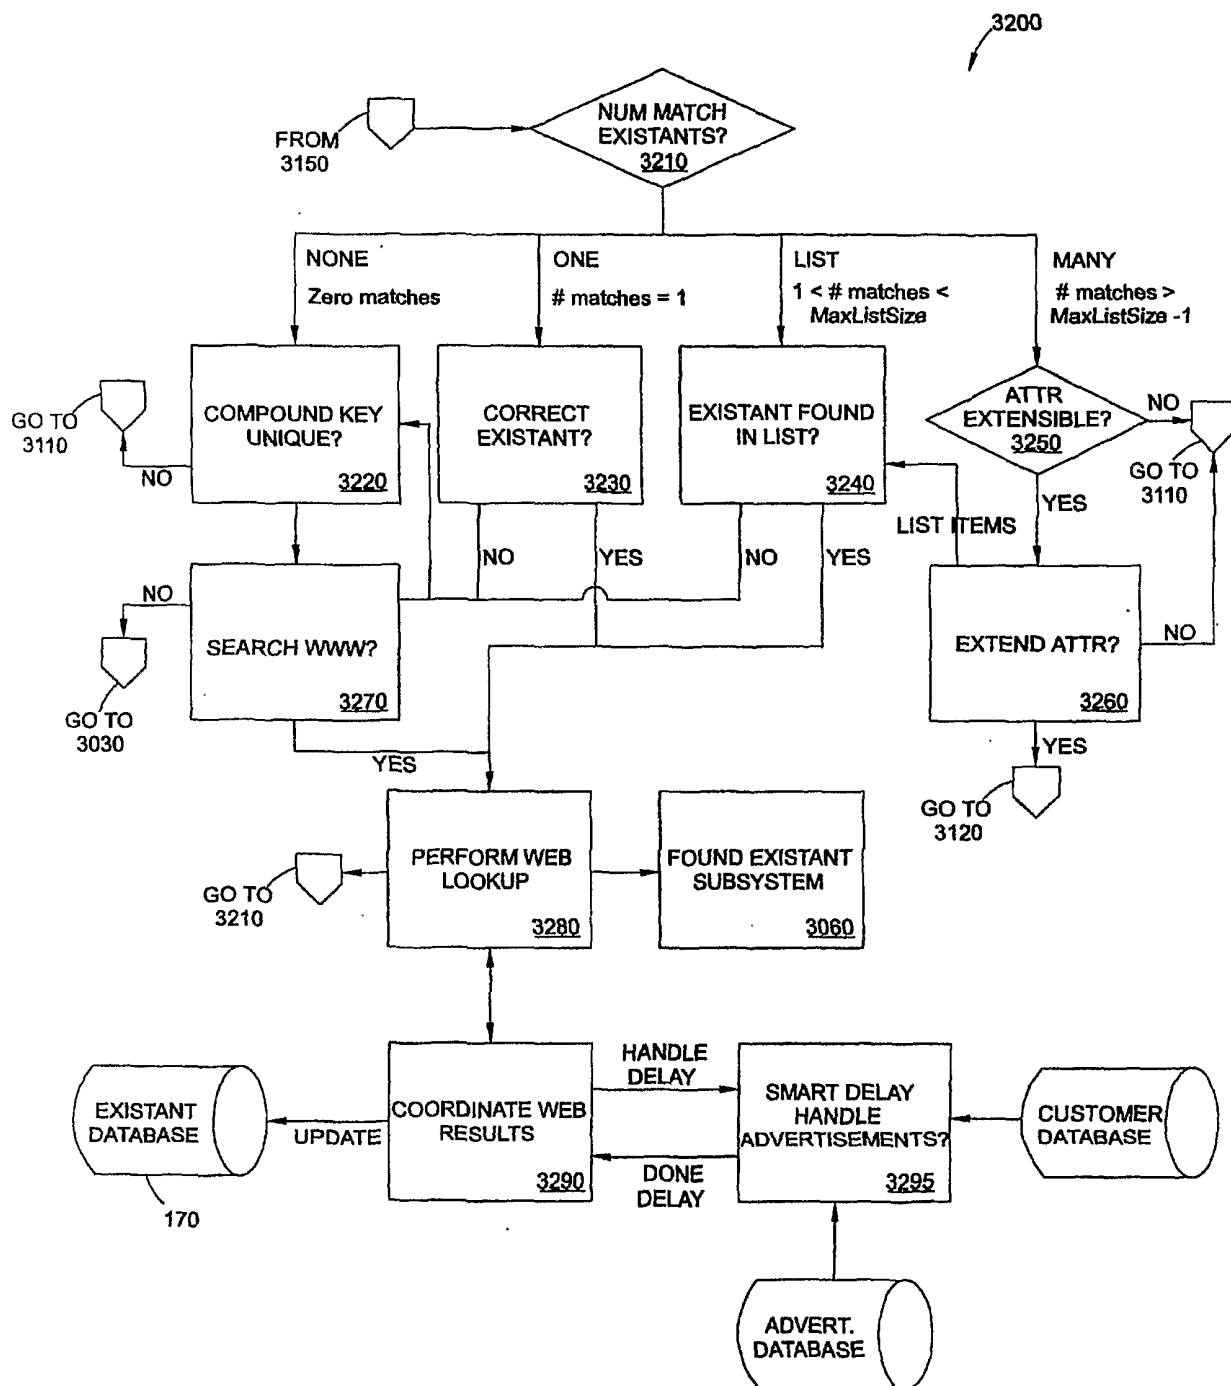 3200
FROM
3150
NUM MATCH
EXISTANTS?
3210
NONE
Zero matches
ONE
# matches = 1
LIST
1 < # matches <
MaxListSize
MANY
# matches >
MaxListSize -1
GO TO
3110
NO
COMPOUND KEY
UNIQUE?
3220
CORRECT
EXISTANT?
3230
EXISTANT FOUND
IN LIST?
3240
ATTR
EXTENSIBLE?
3250
NO
GO TO
3110
YES
LIST ITEMS
NO
YES
NO
YES
NO
GO TO
3030
SEARCH WWW?
3270
EXTEND ATTR?
3260
NO
YES
YES
GO TO
3120
GO TO
3210
PERFORM WEB
LOOKUP
3280
FOUND EXISTANT
SUBSYSTEM
3060
EXISTANT
DATABASE
170
UPDATE
COORDINATE WEB
RESULTS
3290
HANDLE
DELAY
DONE
DELAY
SMART DELAY
HANDLE
ADVERTISEMENTS?
3295
CUSTOMER
DATABASE
ADVERT.
DATABASE